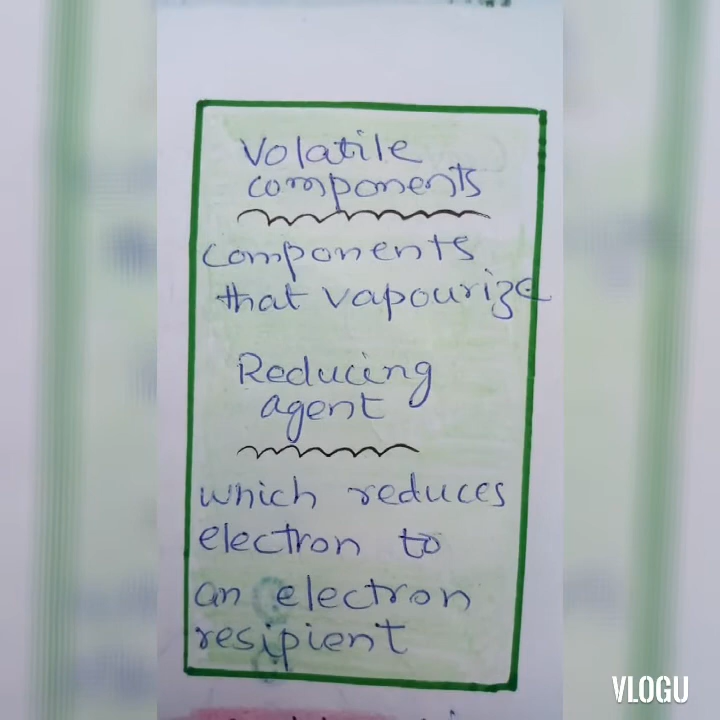 Volatile
components
components
that vapourize
Reducing
agent
which reduces
electron to
an electron
resipient
VLOGU